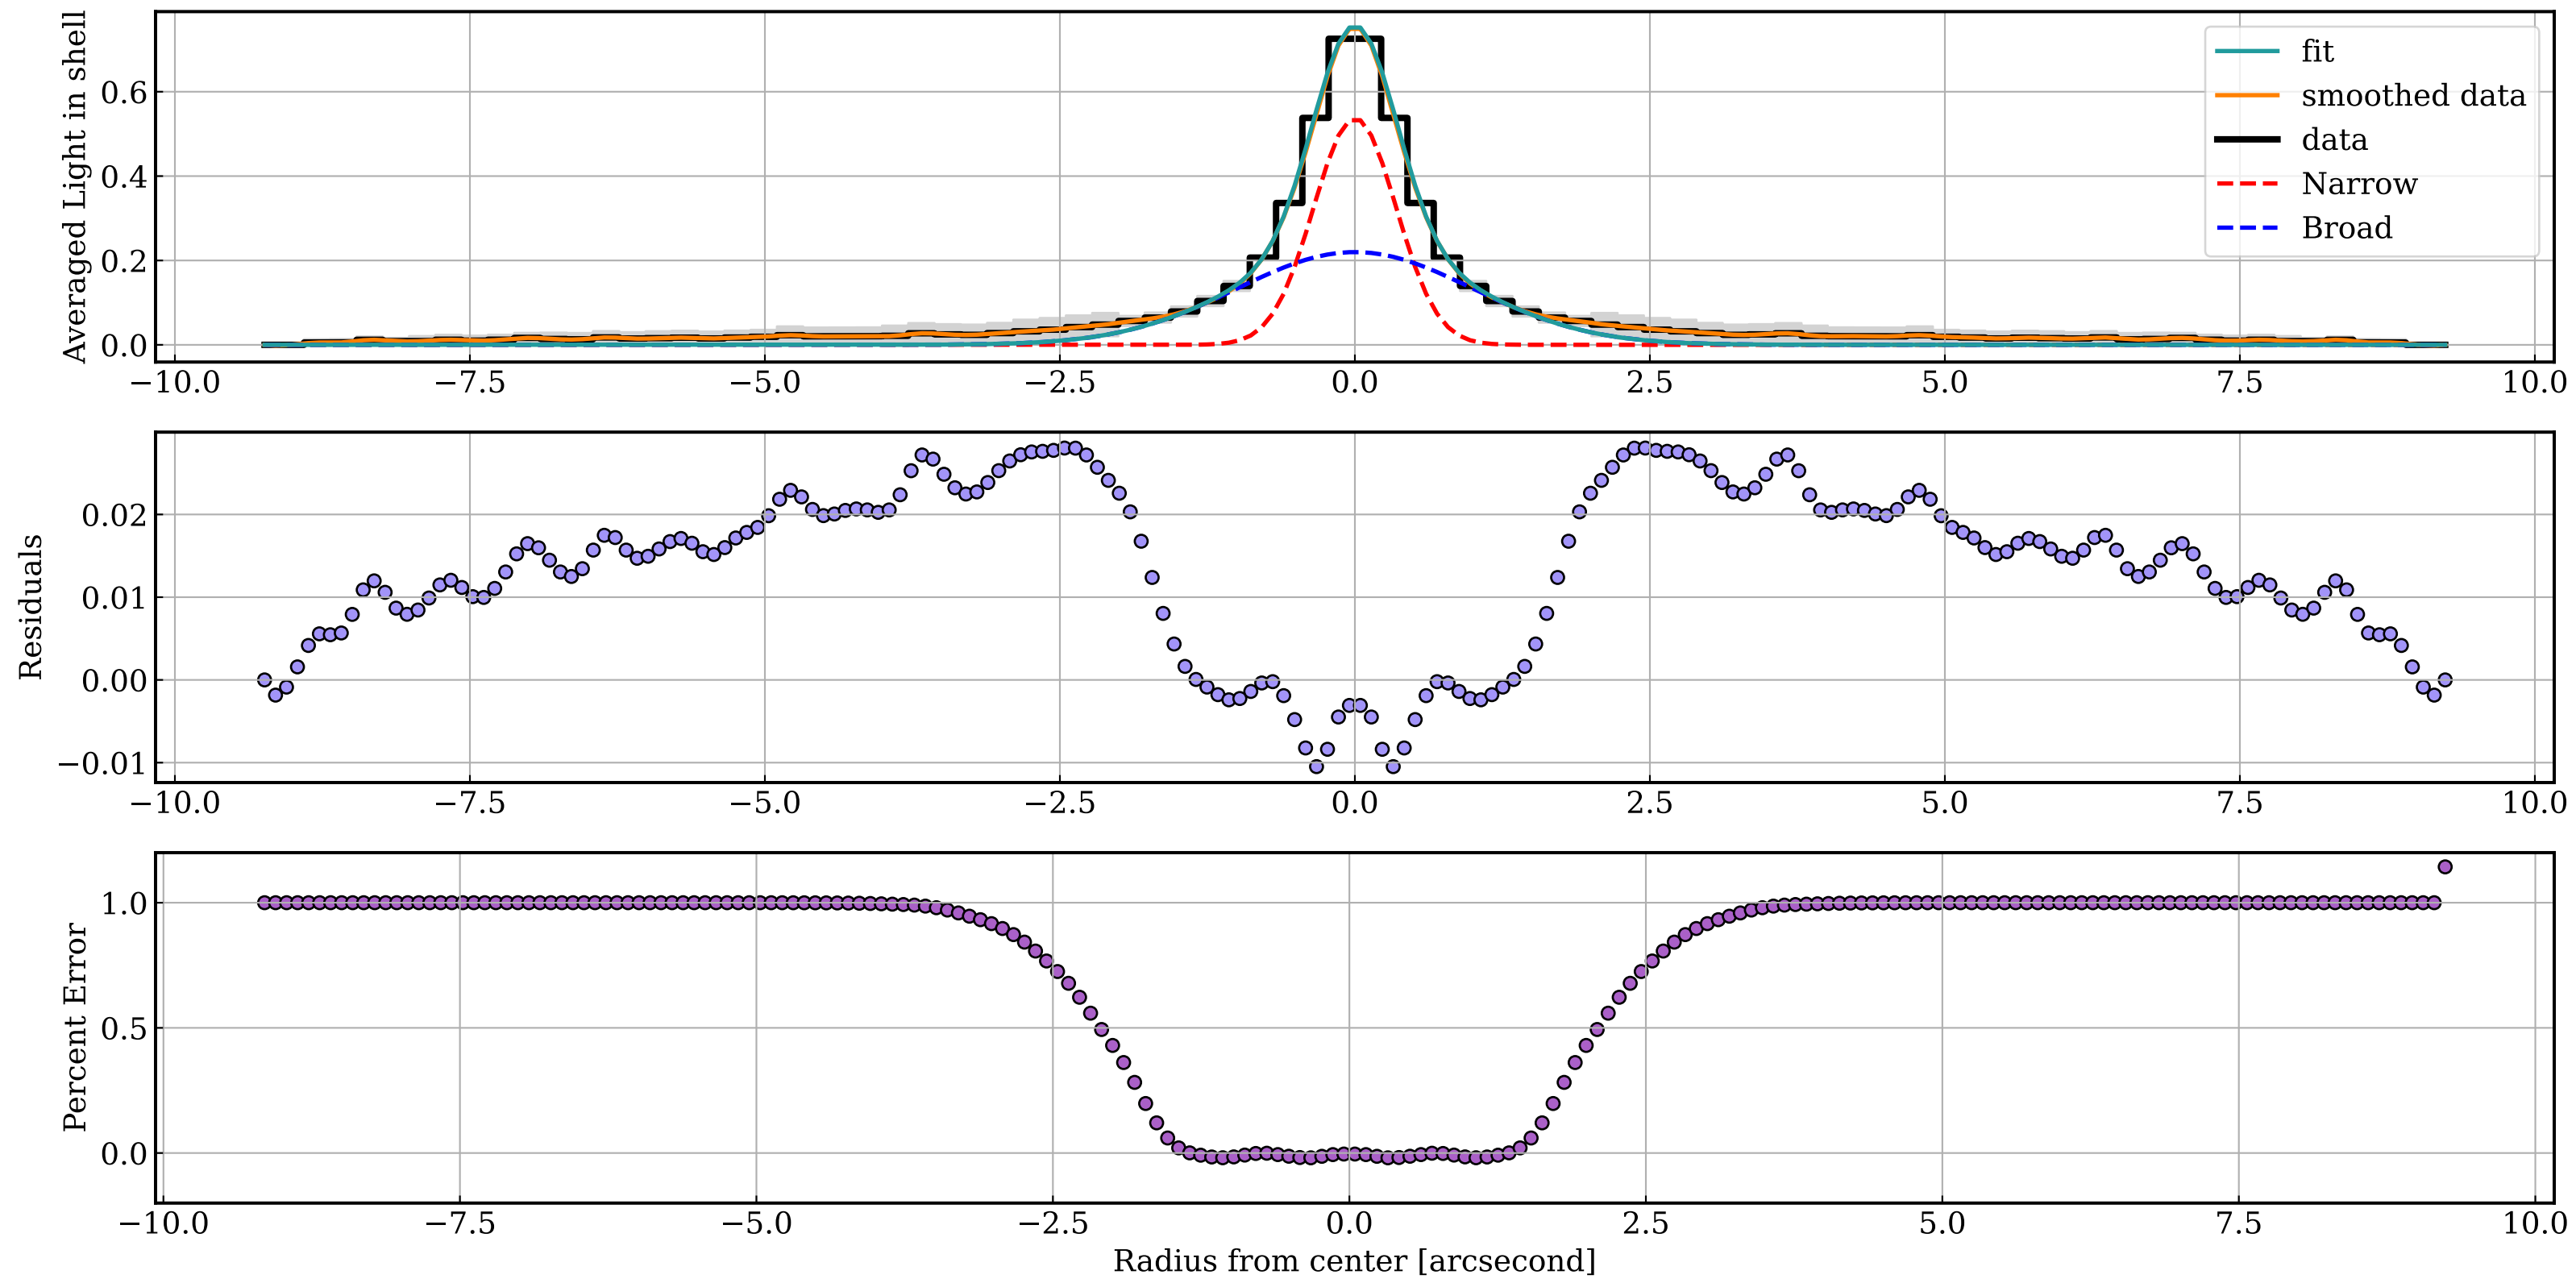 Averaged Light in shell
0.6
0.4
0.2
0.0
fit
smoothed data
data
Narrow
Broad
−10.0 −7.5 −5.0 −2.5 0.0 2.5 5.0 7.5 10.0
Residuals
0.02
0.01
0.00
−0.01
−10.0 −7.5 −5.0 −2.5 0.0 2.5 5.0 7.5 10.0
Percent Error
1.0
0.5
0.0
−10.0 −7.5 −5.0 −2.5 0.0 2.5 5.0 7.5 10.0
Radius from center [arcsecond]